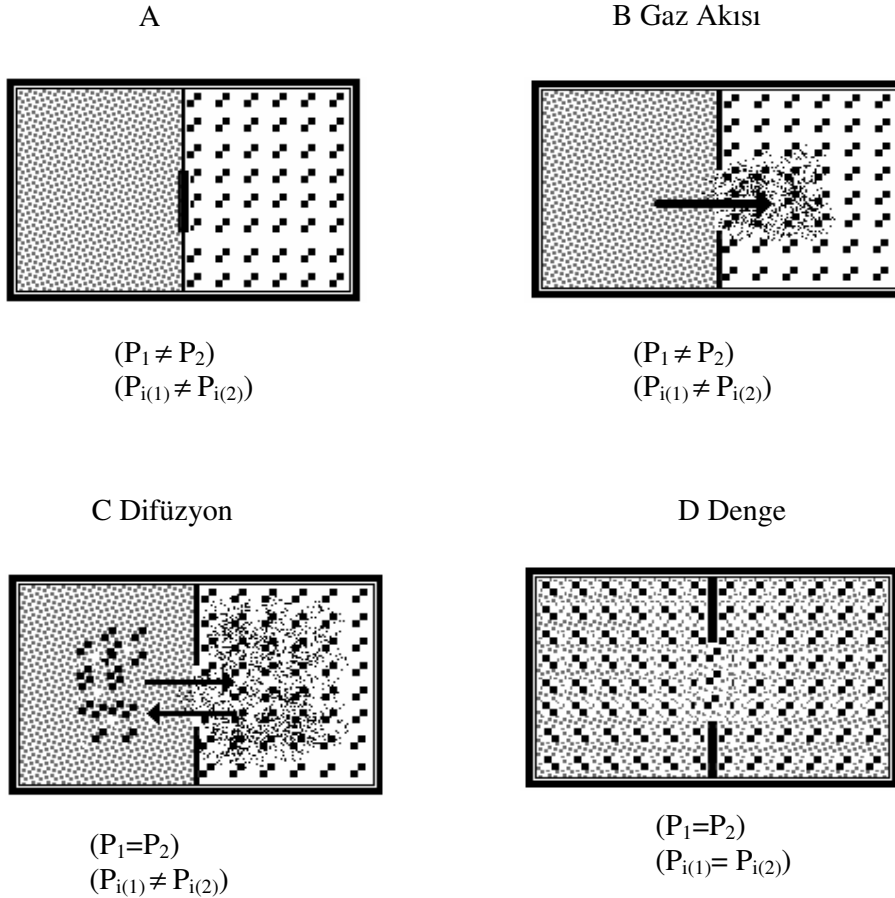 A
B Gaz Akısı
(P₁ ≠ P₂)
(Pᵢ₍₁₎ ≠ Pᵢ₍₂₎)
(P₁ ≠ P₂)
(Pᵢ₍₁₎ ≠ Pᵢ₍₂₎)
C Difüzyon
D Denge
(P₁=P₂)
(Pᵢ₍₁₎ ≠ Pᵢ₍₂₎)
(P₁=P₂)
(Pᵢ₍₁₎= Pᵢ₍₂₎)